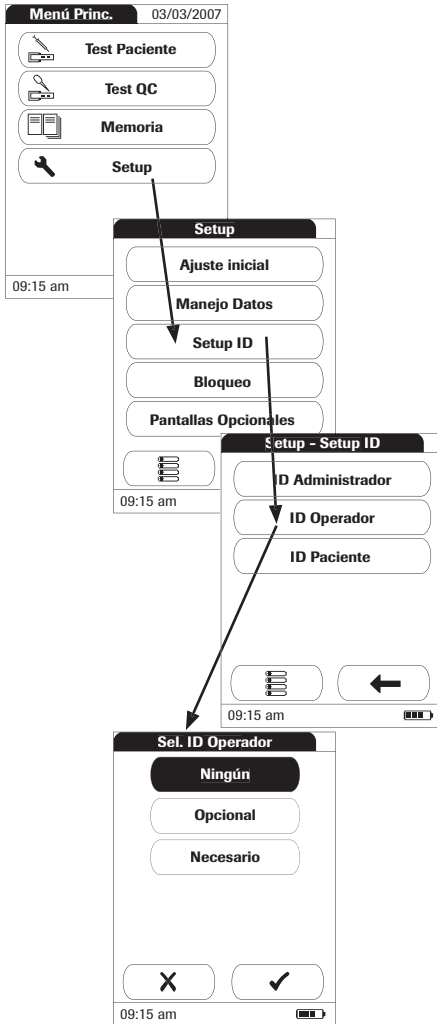 Menú Princ.
03/03/2007
Test Paciente
Test QC
Memoria
Setup
09:15 am
Setup
Ajuste inicial
Manejo Datos
Setup ID
Bloqueo
Pantallas Opcionales
09:15 am
Setup - Setup ID
ID Administrador
ID Operador
ID Paciente
09:15 am
Sel. ID Operador
Ningún
Opcional
Necesario
09:15 am